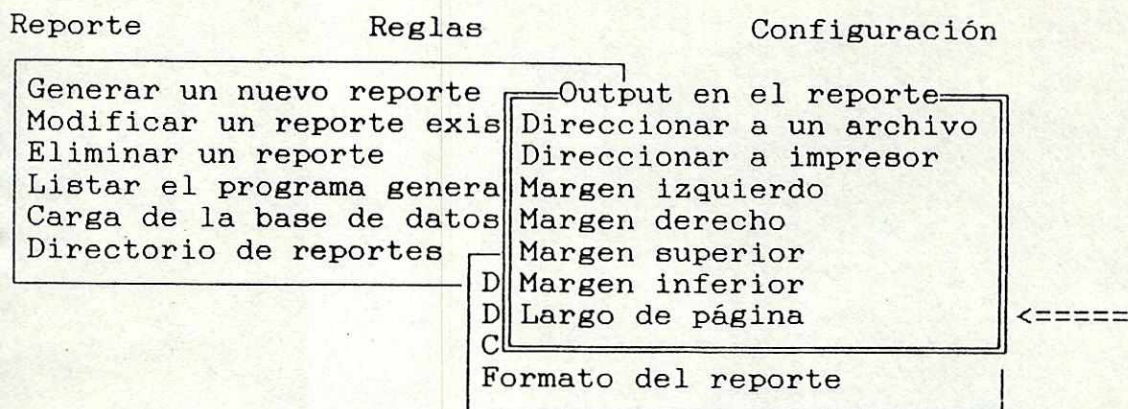 Reporte Reglas Configuración
Generar un nuevo reporte
Modificar un reporte exis
Eliminar un reporte
Listar el programa genera
Carga de la base de datos
Directorio de reportes
Output en el reporte
Direccionar a un archivo
Direccionar a impresor
Margen izquierdo
Margen derecho
Margen superior
Margen inferior
Largo de página <=====
D
D
C
Formato del reporte